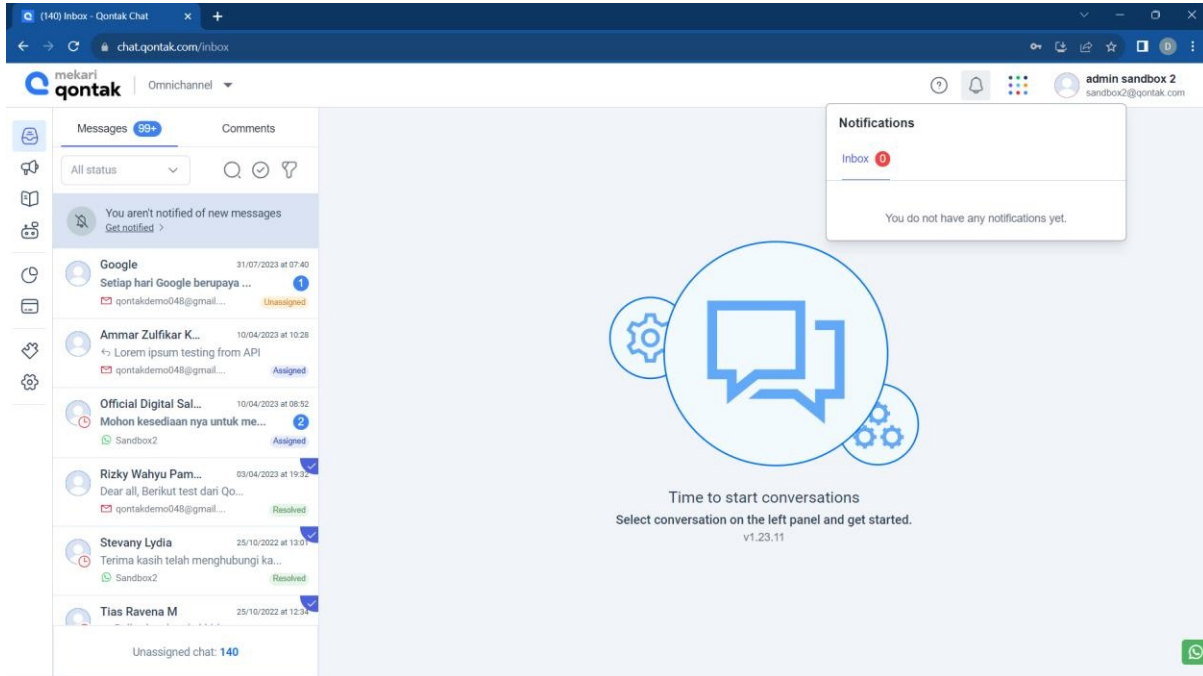 (140) Inbox - Qontak Chat
chat.qontak.com/inbox
mekari
qontak
Omnichannel
admin sandbox 2
sandbox2@qontak.com
Messages 99+
Comments
All status
You aren't notified of new messages
Get notified >
Google 31/07/2023 at 07:40
Setiap hari Google berupaya ... 1
qontakdemo048@gmail.... Unassigned
Ammar Zulfikar K... 10/04/2023 at 10:28
Lorem ipsum testing from API
qontakdemo048@gmail.... Assigned
Official Digital Sal... 10/04/2023 at 08:52
Mohon kesediaan nya untuk me... 2
Sandbox2 Assigned
Rizky Wahyu Pam... 03/04/2023 at 19:32
Dear all, Berikut test dari Qo...
qontakdemo048@gmail.... Resolved
Stevany Lydia 25/10/2022 at 13:01
Terima kasih telah menghubungi ka...
Sandbox2 Resolved
Tias Ravena M 25/10/2022 at 12:34
Unassigned chat: 140
Notifications
Inbox 0
You do not have any notifications yet.
Time to start conversations
Select conversation on the left panel and get started.
v1.23.11